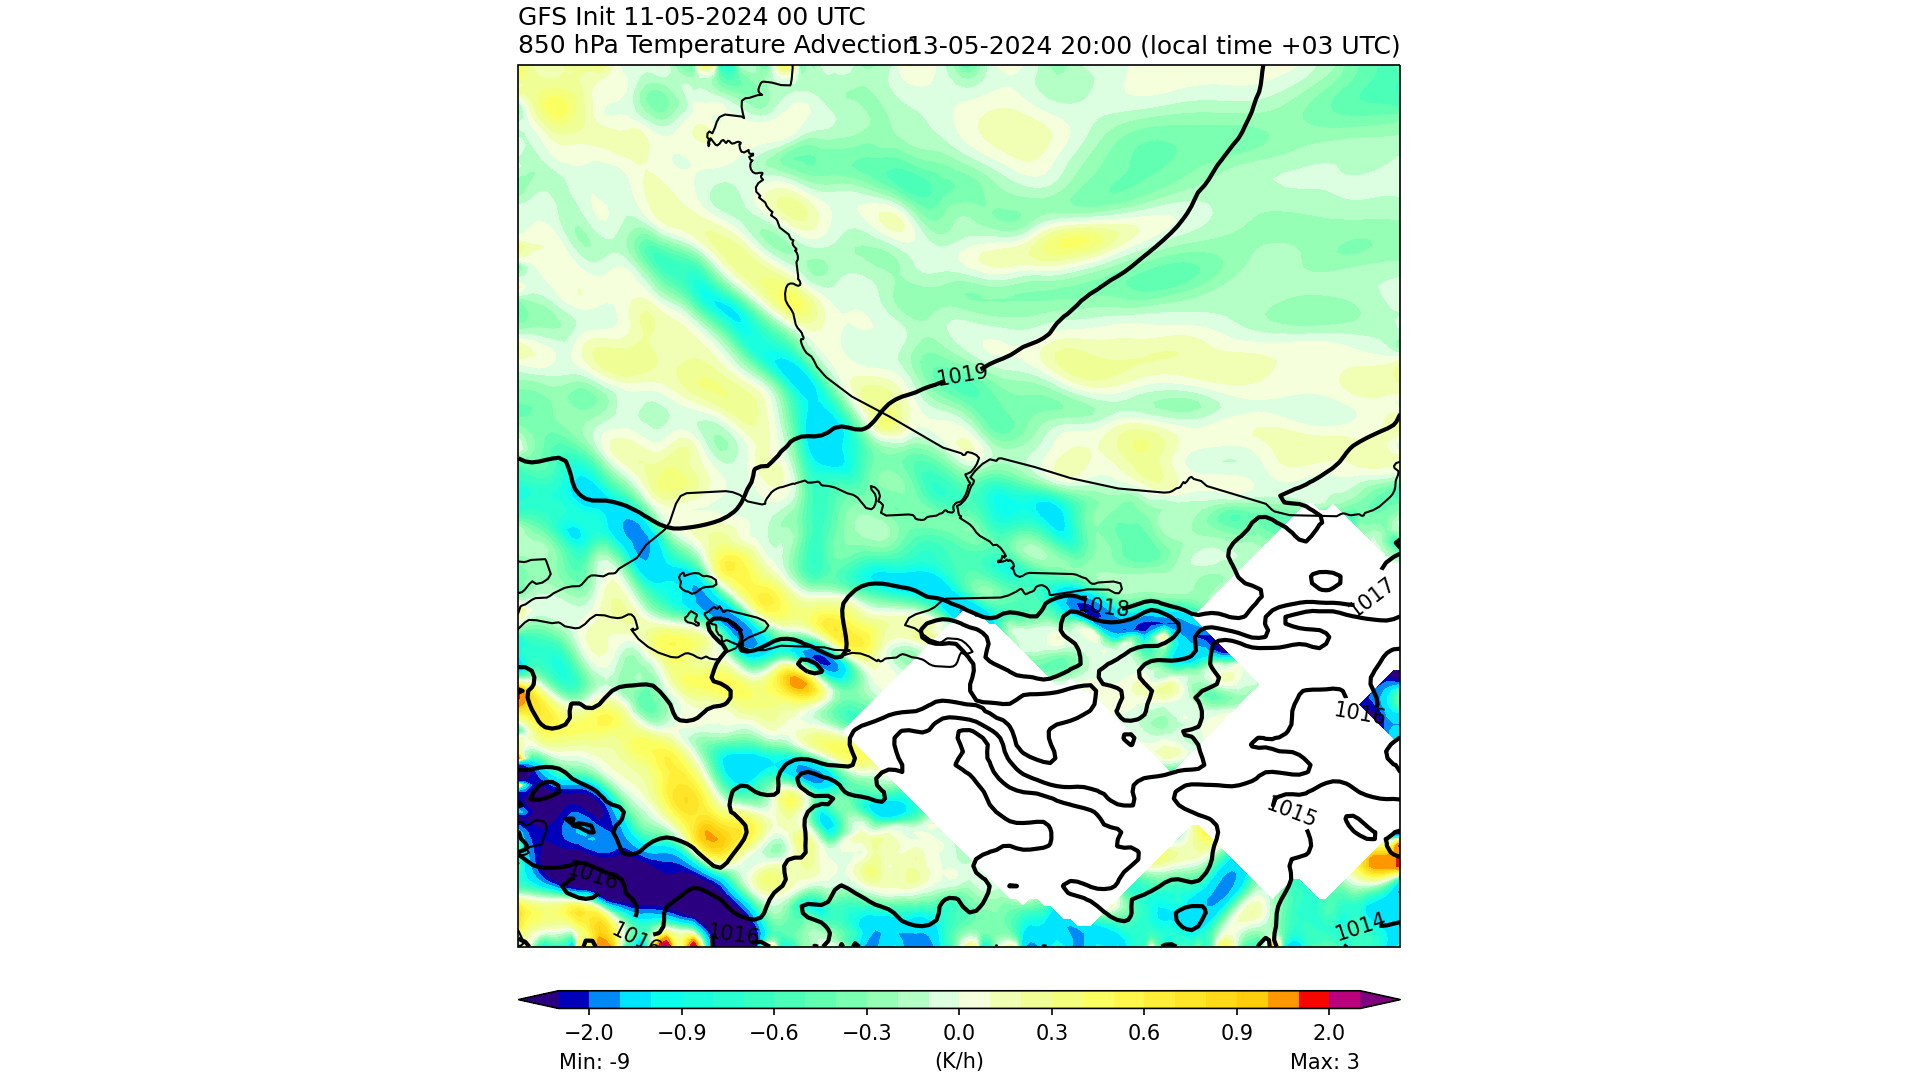 GFS Init 11-05-2024 00 UTC
850 hPa Temperature Advection
13-05-2024 20:00 (local time +03 UTC)
1019
1018
1017
1016
1015
1016
1016
1016
1014
−2.0 −0.9 −0.6 −0.3 0.0 0.3 0.6 0.9 2.0
Min: -9 (K/h) Max: 3